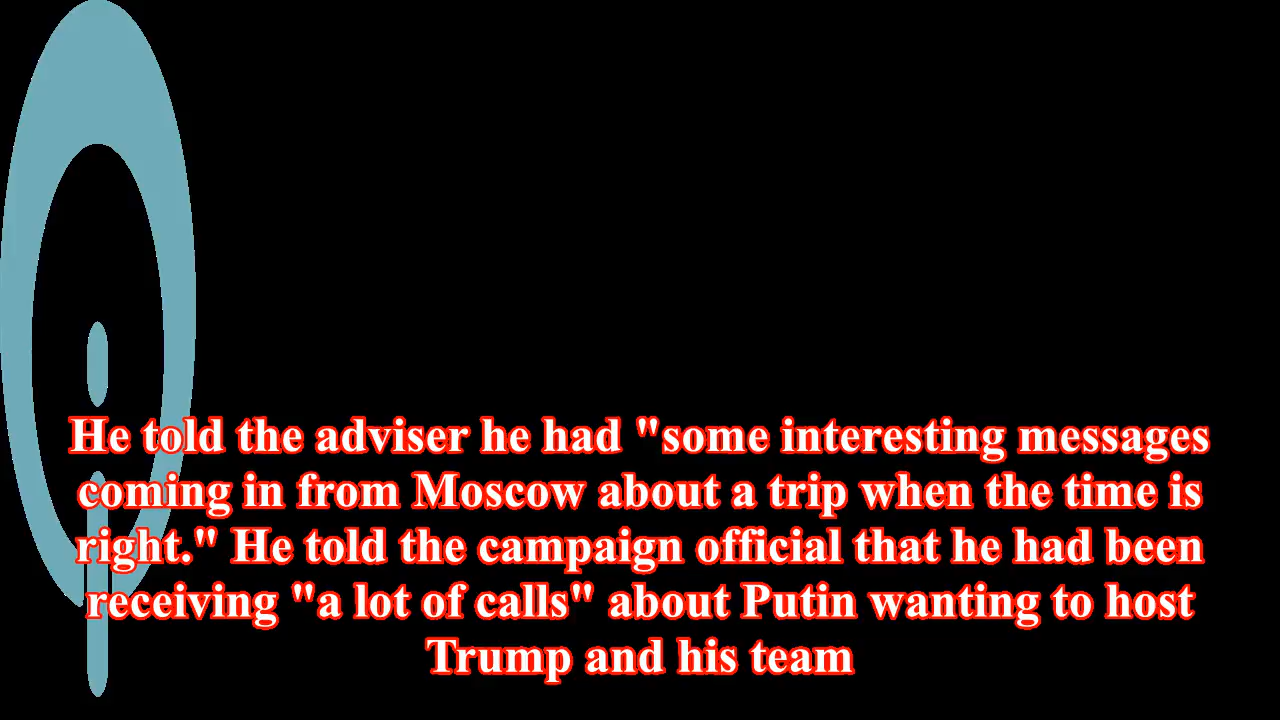 He told the adviser he had "some interesting messages
coming in from Moscow about a trip when the time is
right." He told the campaign official that he had been
receiving "a lot of calls" about Putin wanting to host
Trump and his team